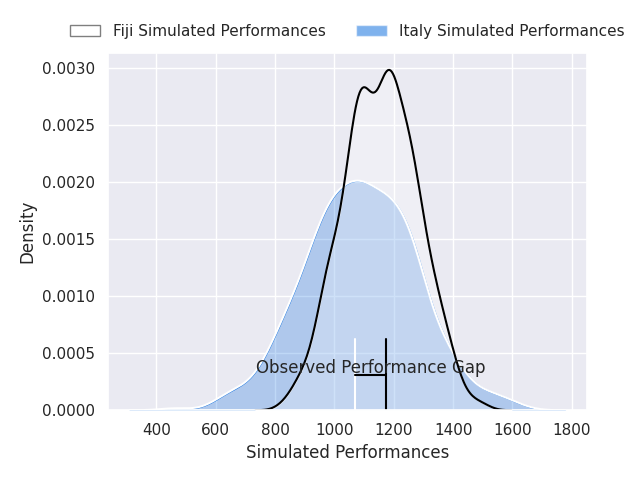 Fiji Simulated Performances Italy Simulated Performances
0.0030
0.0025
0.0020
0.0015
0.0010
0.0005
0.0000
Density
Observed Performance Gap
400 600 800 1000 1200 1400 1600 1800
Simulated Performances